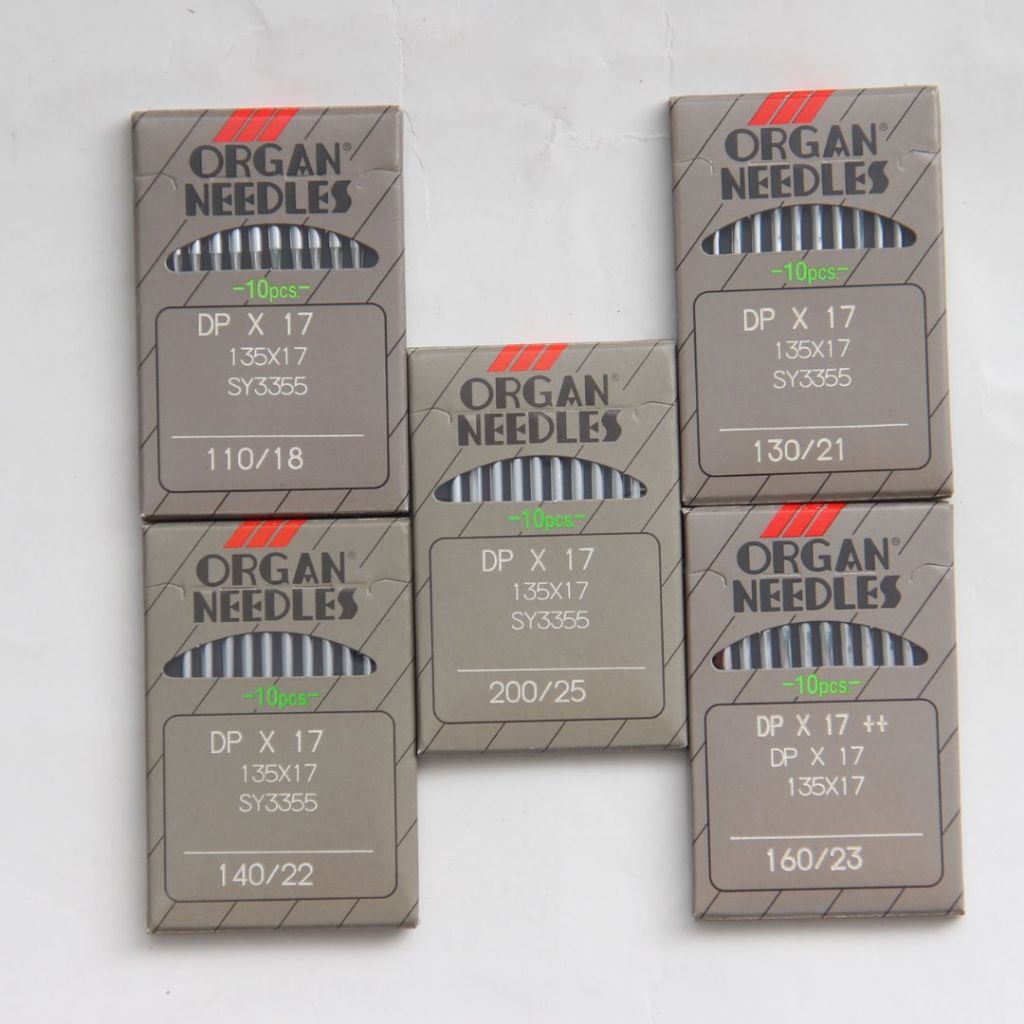 ORGAN®
NEEDLES
-10pcs.-
DP X 17
135X17
SY3355
110/18
ORGAN®
NEEDLES
-10pcs.-
DP X 17
135X17
SY3355
130/21
ORGAN®
NEEDLES
-10pcs.-
DP X 17
135X17
SY3355
200/25
ORGAN®
NEEDLES
-10pcs.-
DP X 17
135X17
SY3355
140/22
ORGAN®
NEEDLES
-10pcs.-
DP X 17 ++
DP X 17
135X17
160/23